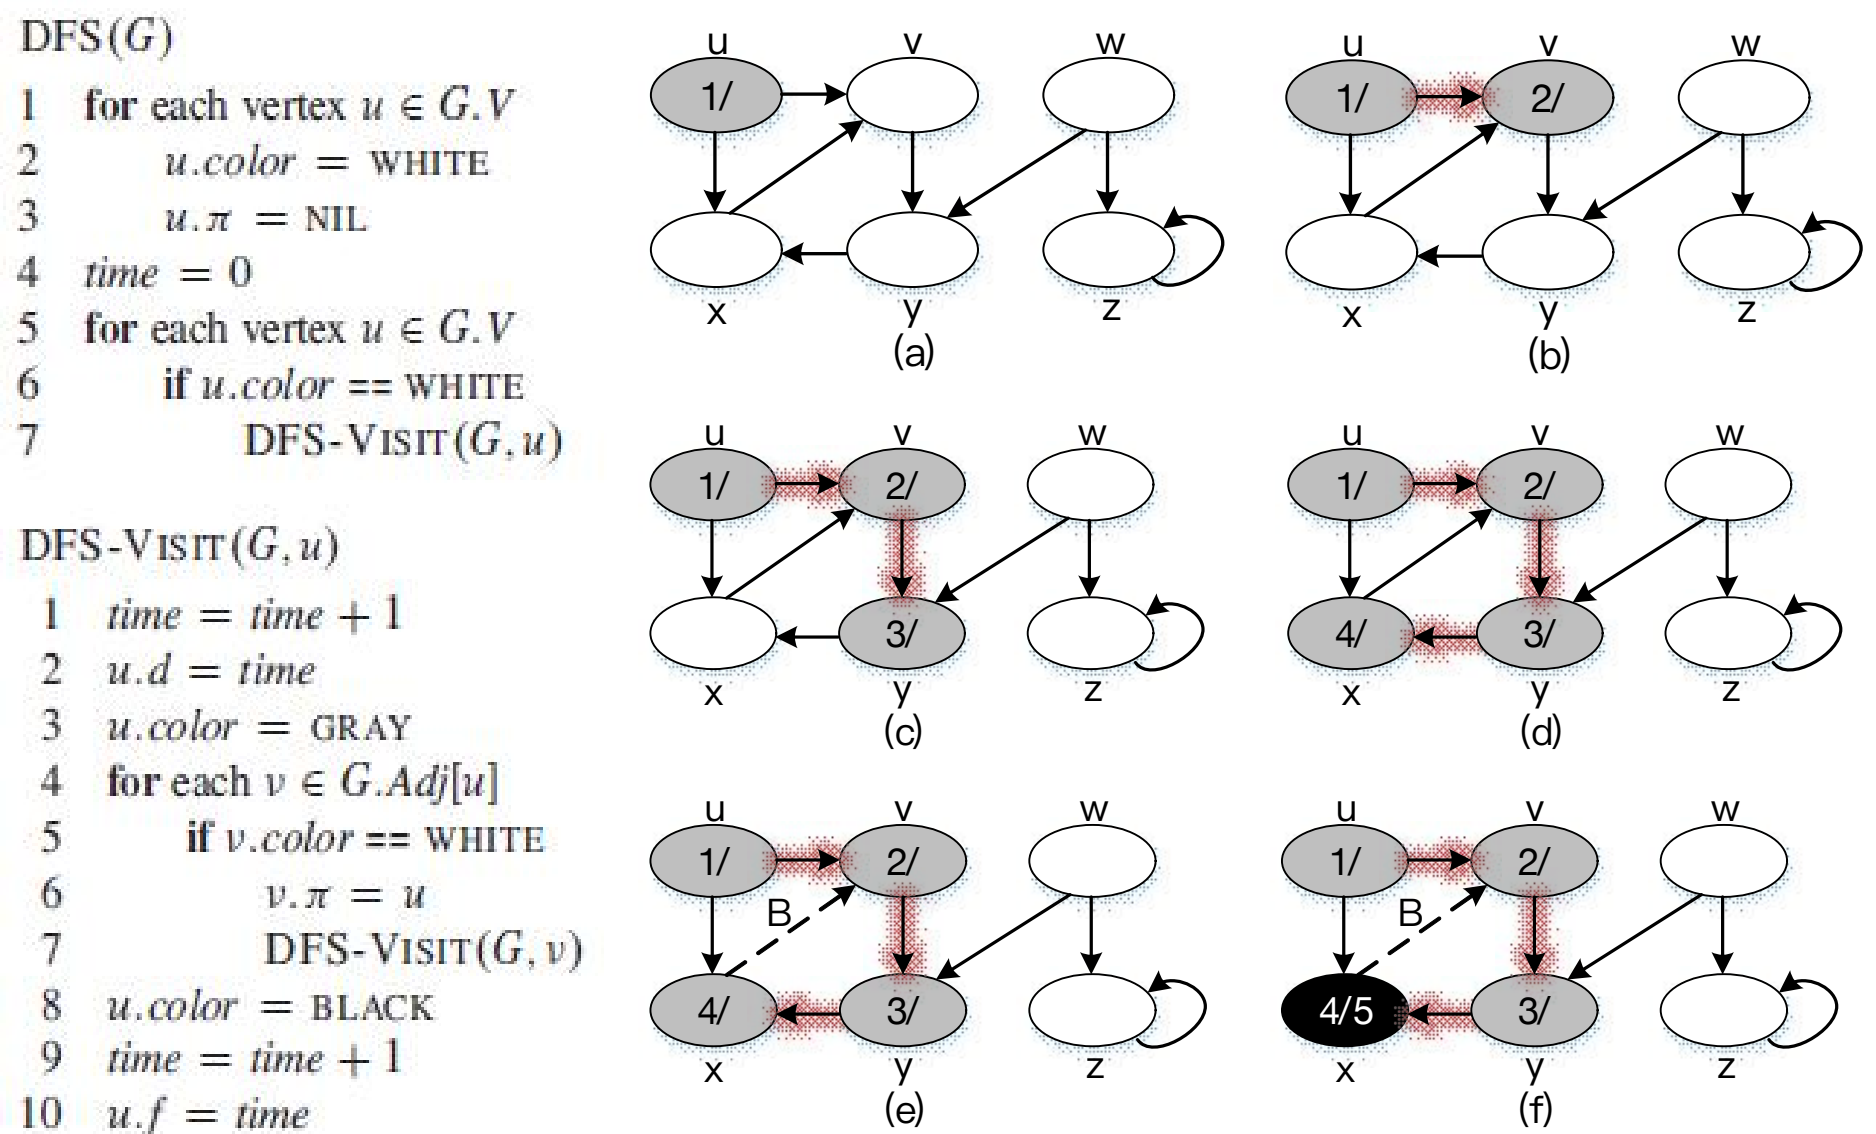 DFS(G)
1 for each vertex u ∈ G.V
2 u.color = WHITE
3 u.π = NIL
4 time = 0
5 for each vertex u ∈ G.V
6 if u.color == WHITE
7 DFS-VISIT(G, u)
DFS-VISIT(G, u)
1 time = time + 1
2 u.d = time
3 u.color = GRAY
4 for each v ∈ G.Adj[u]
5 if v.color == WHITE
6 v.π = u
7 DFS-VISIT(G, v)
8 u.color = BLACK
9 time = time + 1
10 u.f = time
u v w
1/
x y z
(a)
u v w
1/ 2/
x y z
(b)
u v w
1/ 2/
3/
x y z
(c)
u v w
1/ 2/
4/ 3/
x y z
(d)
u v w
1/ 2/
B
4/ 3/
x y z
(e)
u v w
1/ 2/
B
4/5 3/
x y z
(f)